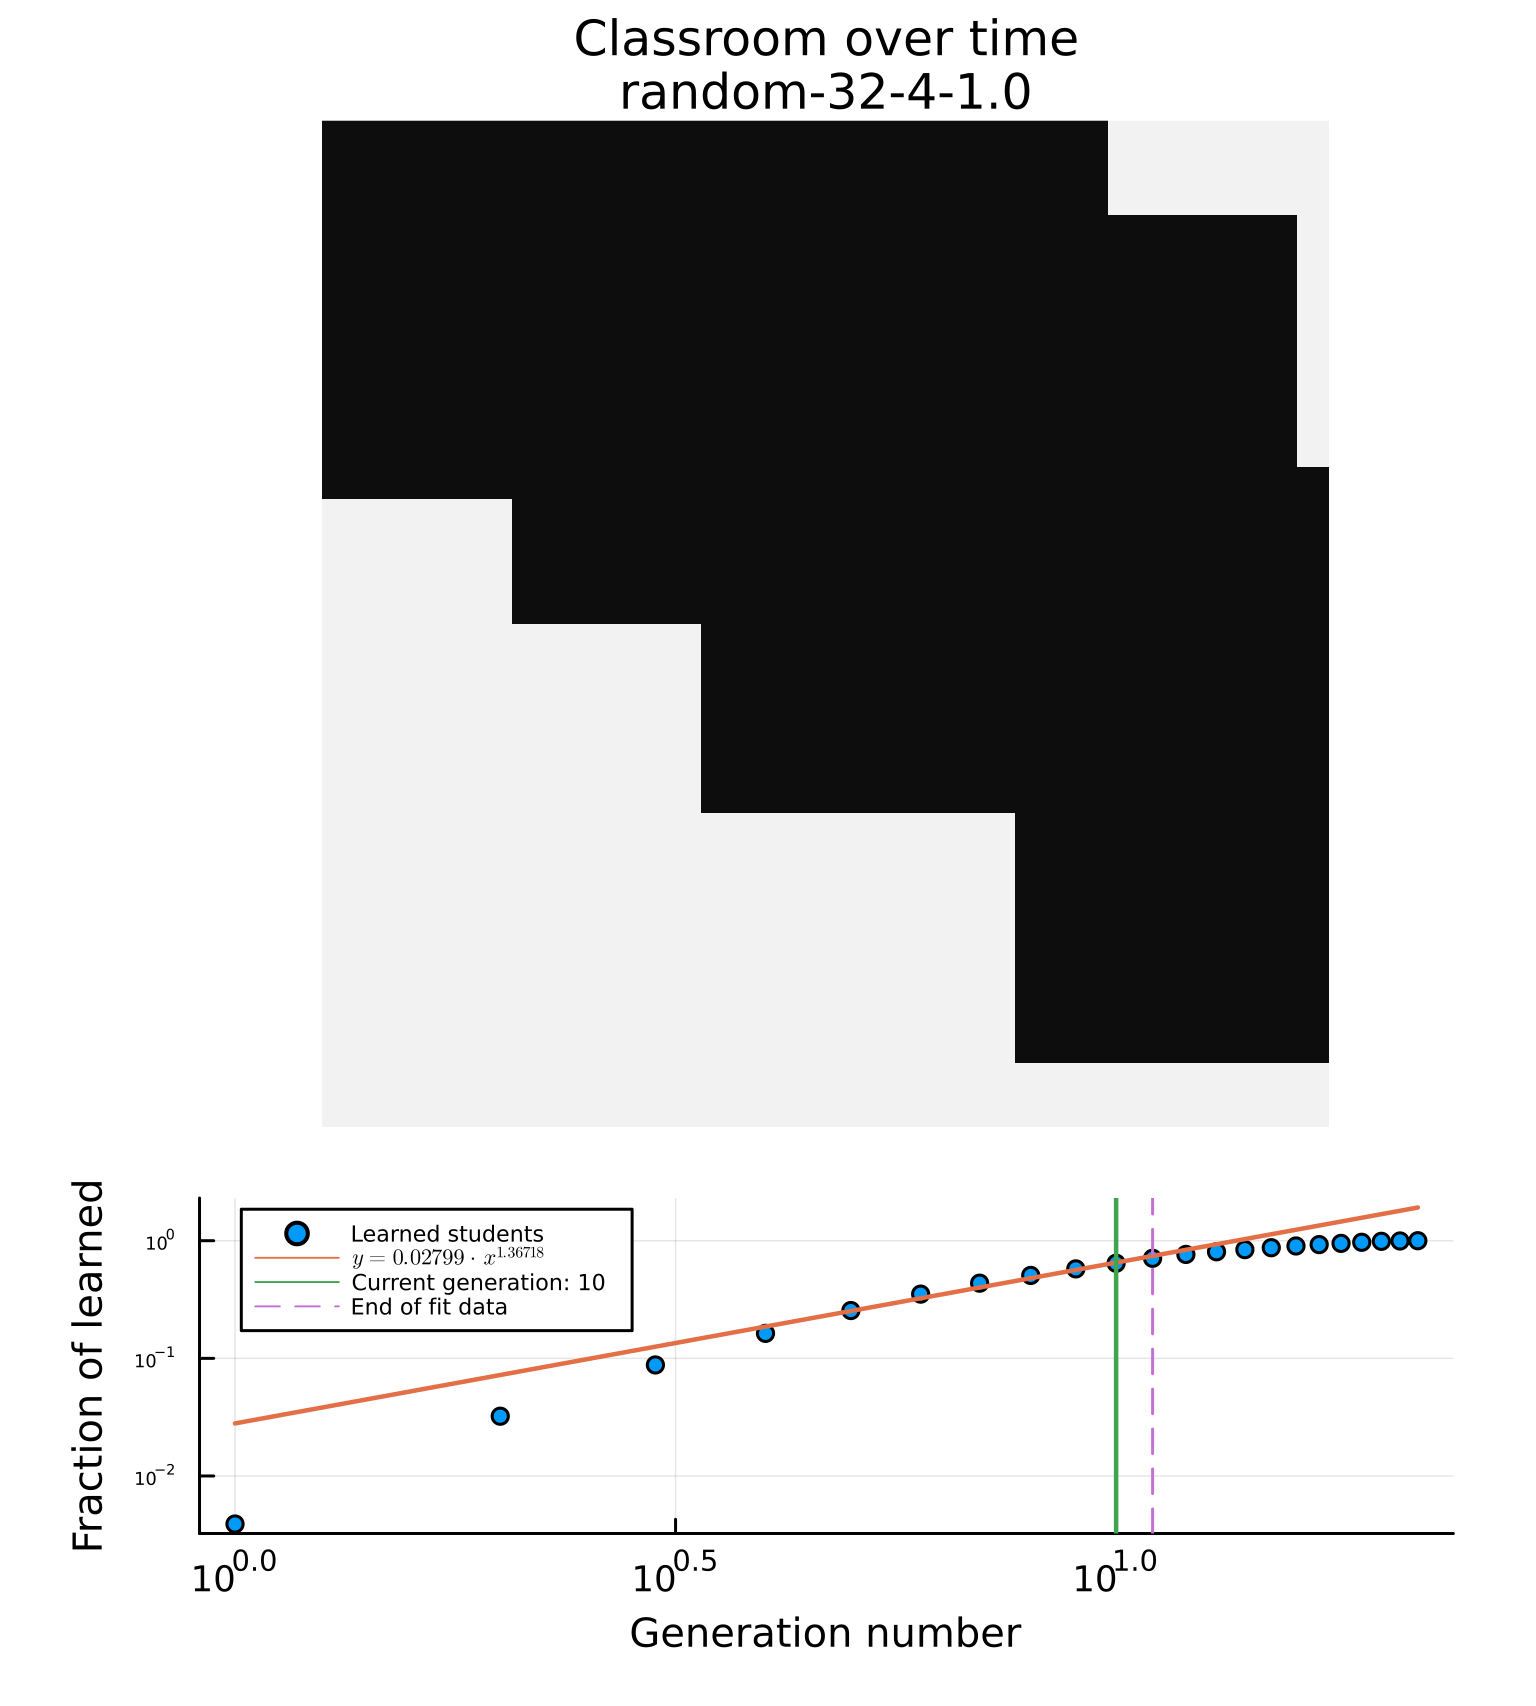 Classroom over time
random-32-4-1.0
Fraction of learned
10⁰
10⁻¹
10⁻²
Learned students
y = 0.02799 · x^1.36718
Current generation: 10
End of fit data
10^0.0
10^0.5
10^1.0
Generation number